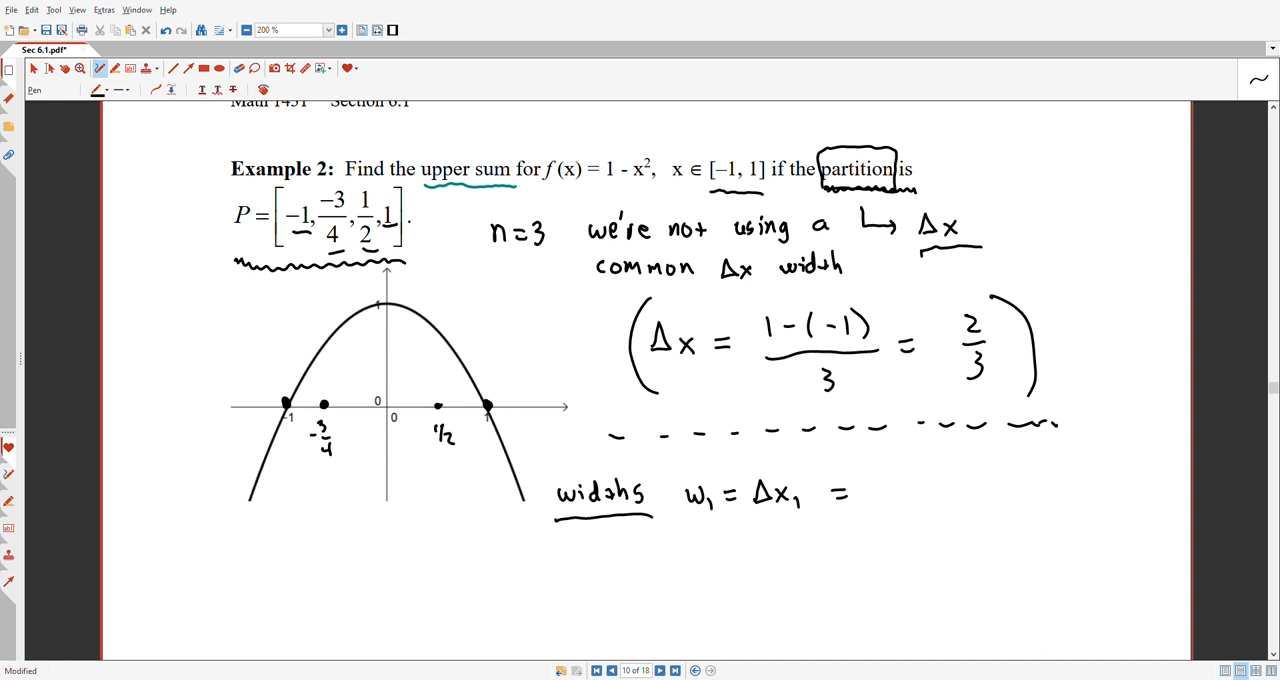 File Edit Tool View Extras Window Help
200 %
Sec 6.1.pdf*
Pen
Math 1431 Section 6.1
Example 2: Find the upper sum for f (x) = 1 - x², x ∈ [−1, 1] if the partition is
P = [−1, −3/4, 1/2, 1].
n=3 we're not using a ↳ Δx
common Δx width
(Δx = 1-(-1)/3 = 2/3)
1
0
-1 0 1
-3/4 1/2
widths w₁ = Δx₁ =
Modified
10 of 18